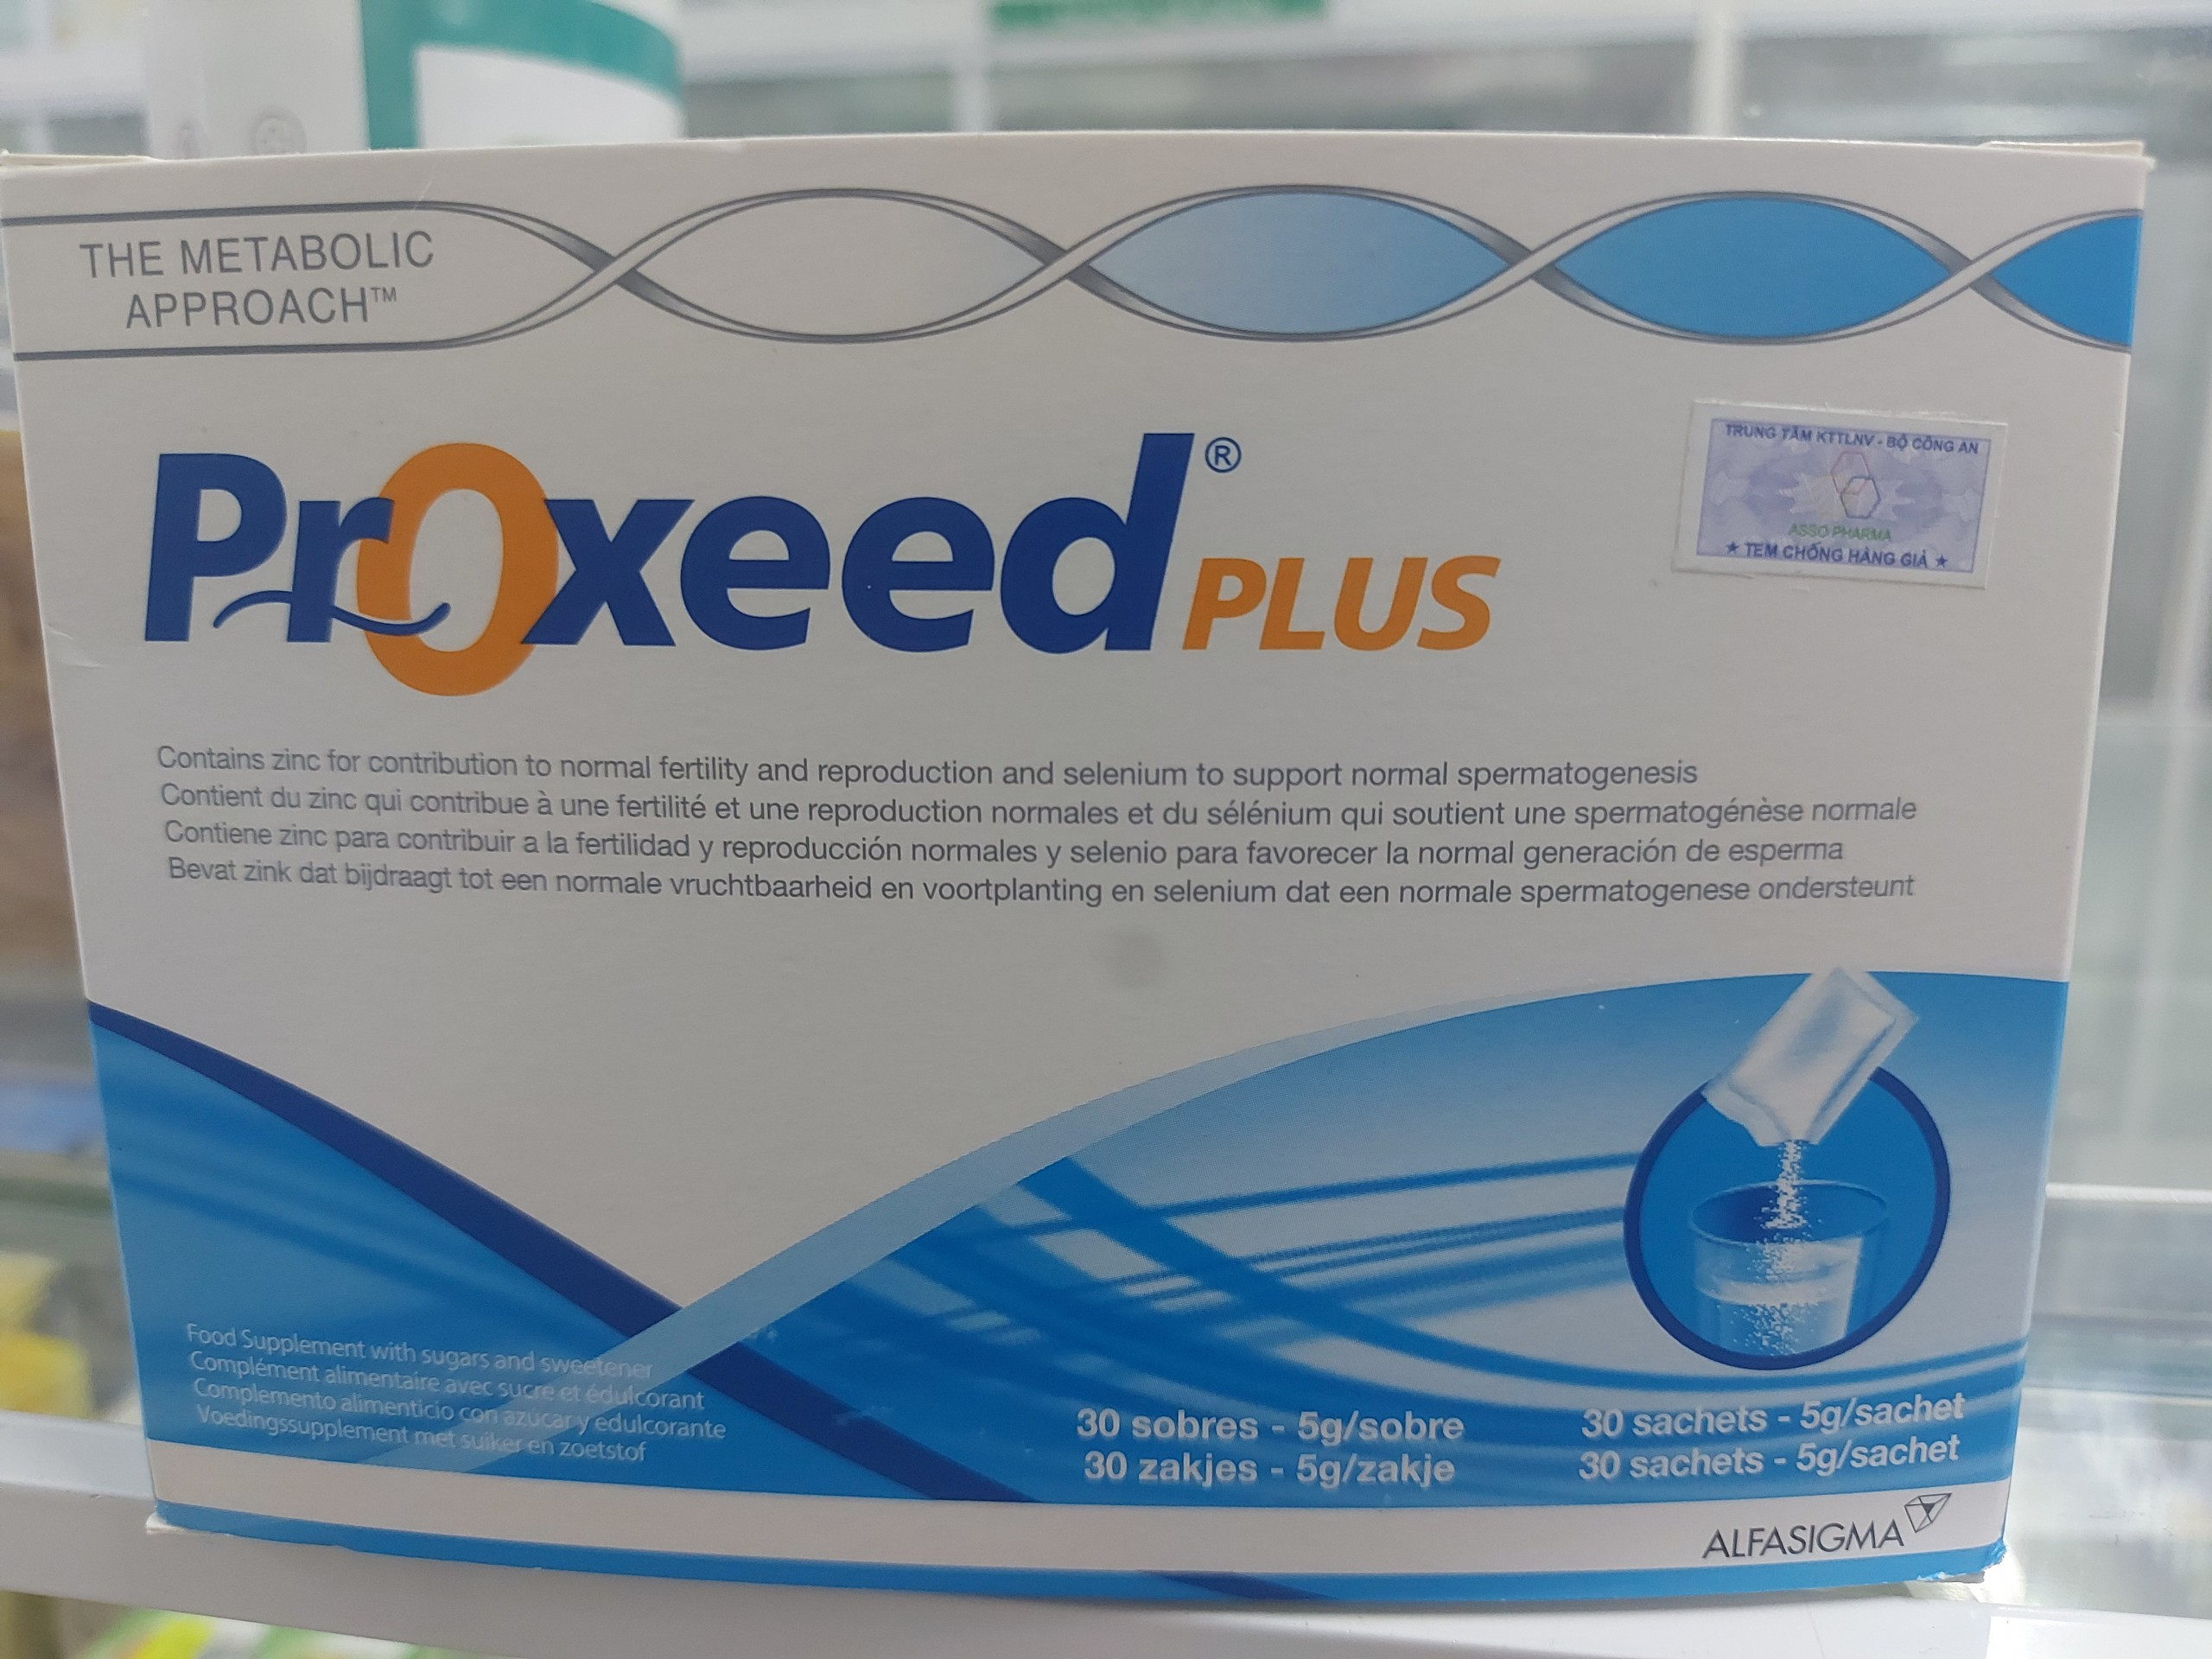 THE METABOLIC
APPROACH™
PrOxeed® PLUS
TRUNG TÂM KTTLNV - BỘ CÔNG AN
ASSO PHARMA
★ TEM CHỐNG HÀNG GIẢ ★
Contains zinc for contribution to normal fertility and reproduction and selenium to support normal spermatogenesis
Contient du zinc qui contribue à une fertilité et une reproduction normales et du sélénium qui soutient une spermatogénèse normale
Contiene zinc para contribuir a la fertilidad y reproducción normales y selenio para favorecer la normal generación de esperma
Bevat zink dat bijdraagt tot een normale vruchtbaarheid en voortplanting en selenium dat een normale spermatogenese ondersteunt
Food Supplement with sugars and sweetener
Complément alimentaire avec sucre et édulcorant
Complemento alimenticio con azúcar y edulcorante
Voedingssupplement met suiker en zoetstof
30 sobres - 5g/sobre
30 zakjes - 5g/zakje
30 sachets - 5g/sachet
30 sachets - 5g/sachet
ALFASIGMA